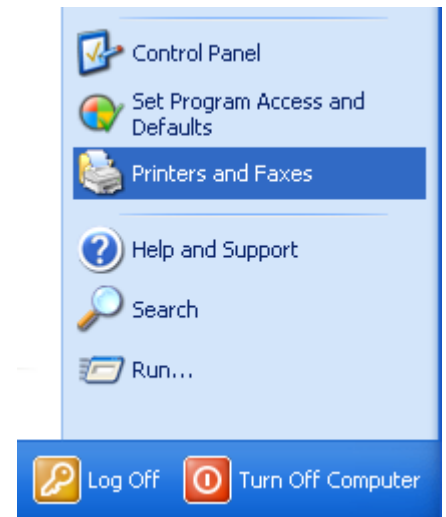 Control Panel
Set Program Access and
Defaults
Printers and Faxes
Help and Support
Search
Run...
Log Off
Turn Off Computer